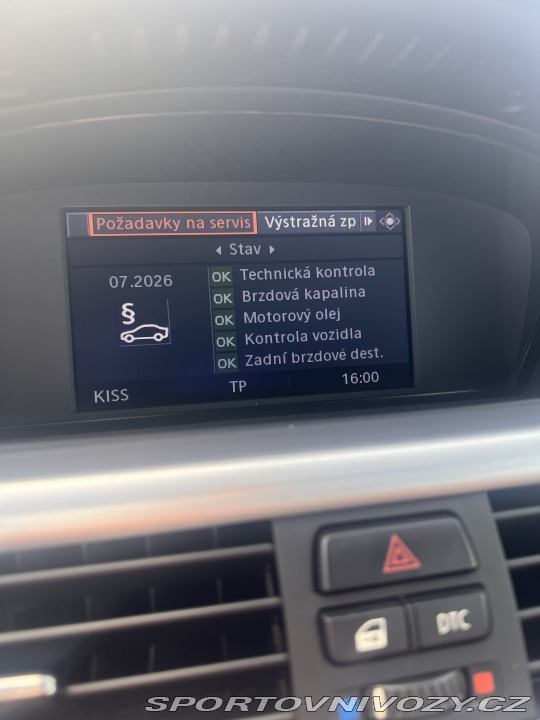 Požadavky na servis Výstražná zp
Stav
07.2026
§
OK Technická kontrola
OK Brzdová kapalina
OK Motorový olej
OK Kontrola vozidla
OK Zadní brzdové dest.
KISS TP 16:00
DTC
SPORTOVNIVOZY.CZ